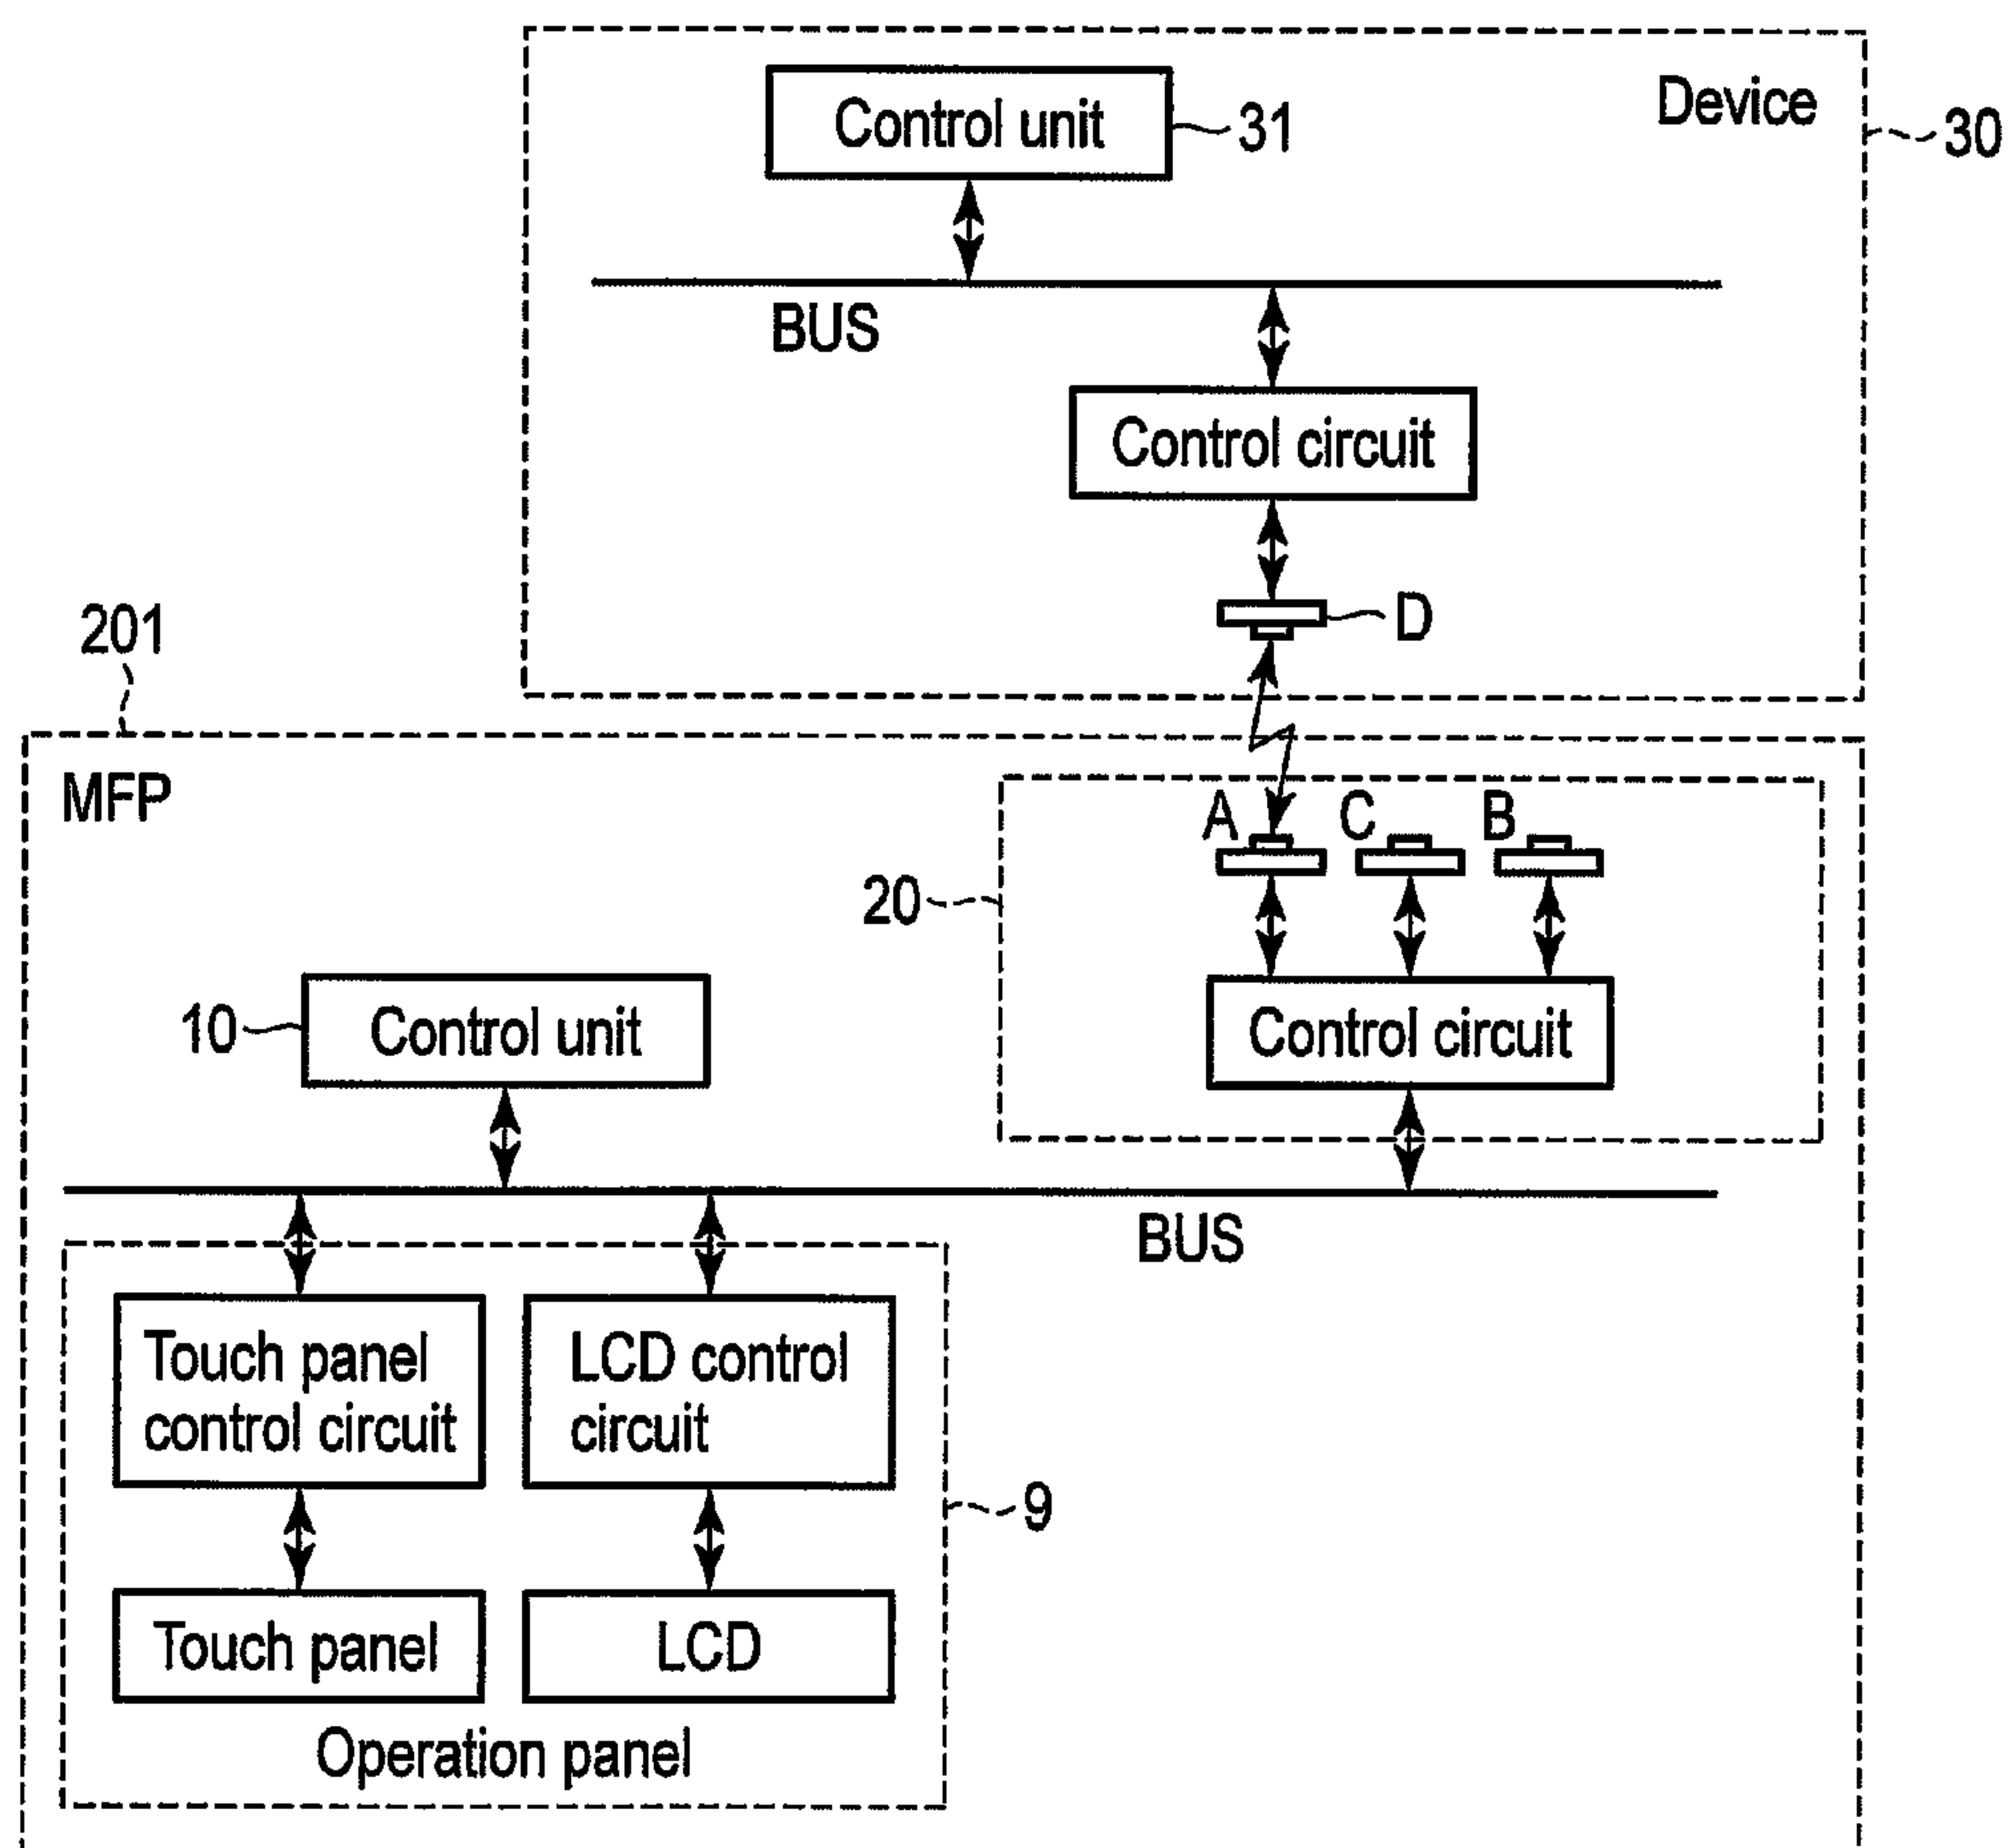 Device
Control unit
31
30
BUS
Control circuit
D
201
MFP
A
C
B
20
10
Control unit
Control circuit
BUS
Touch panel
control circuit
LCD control
circuit
9
Touch panel
LCD
Operation panel